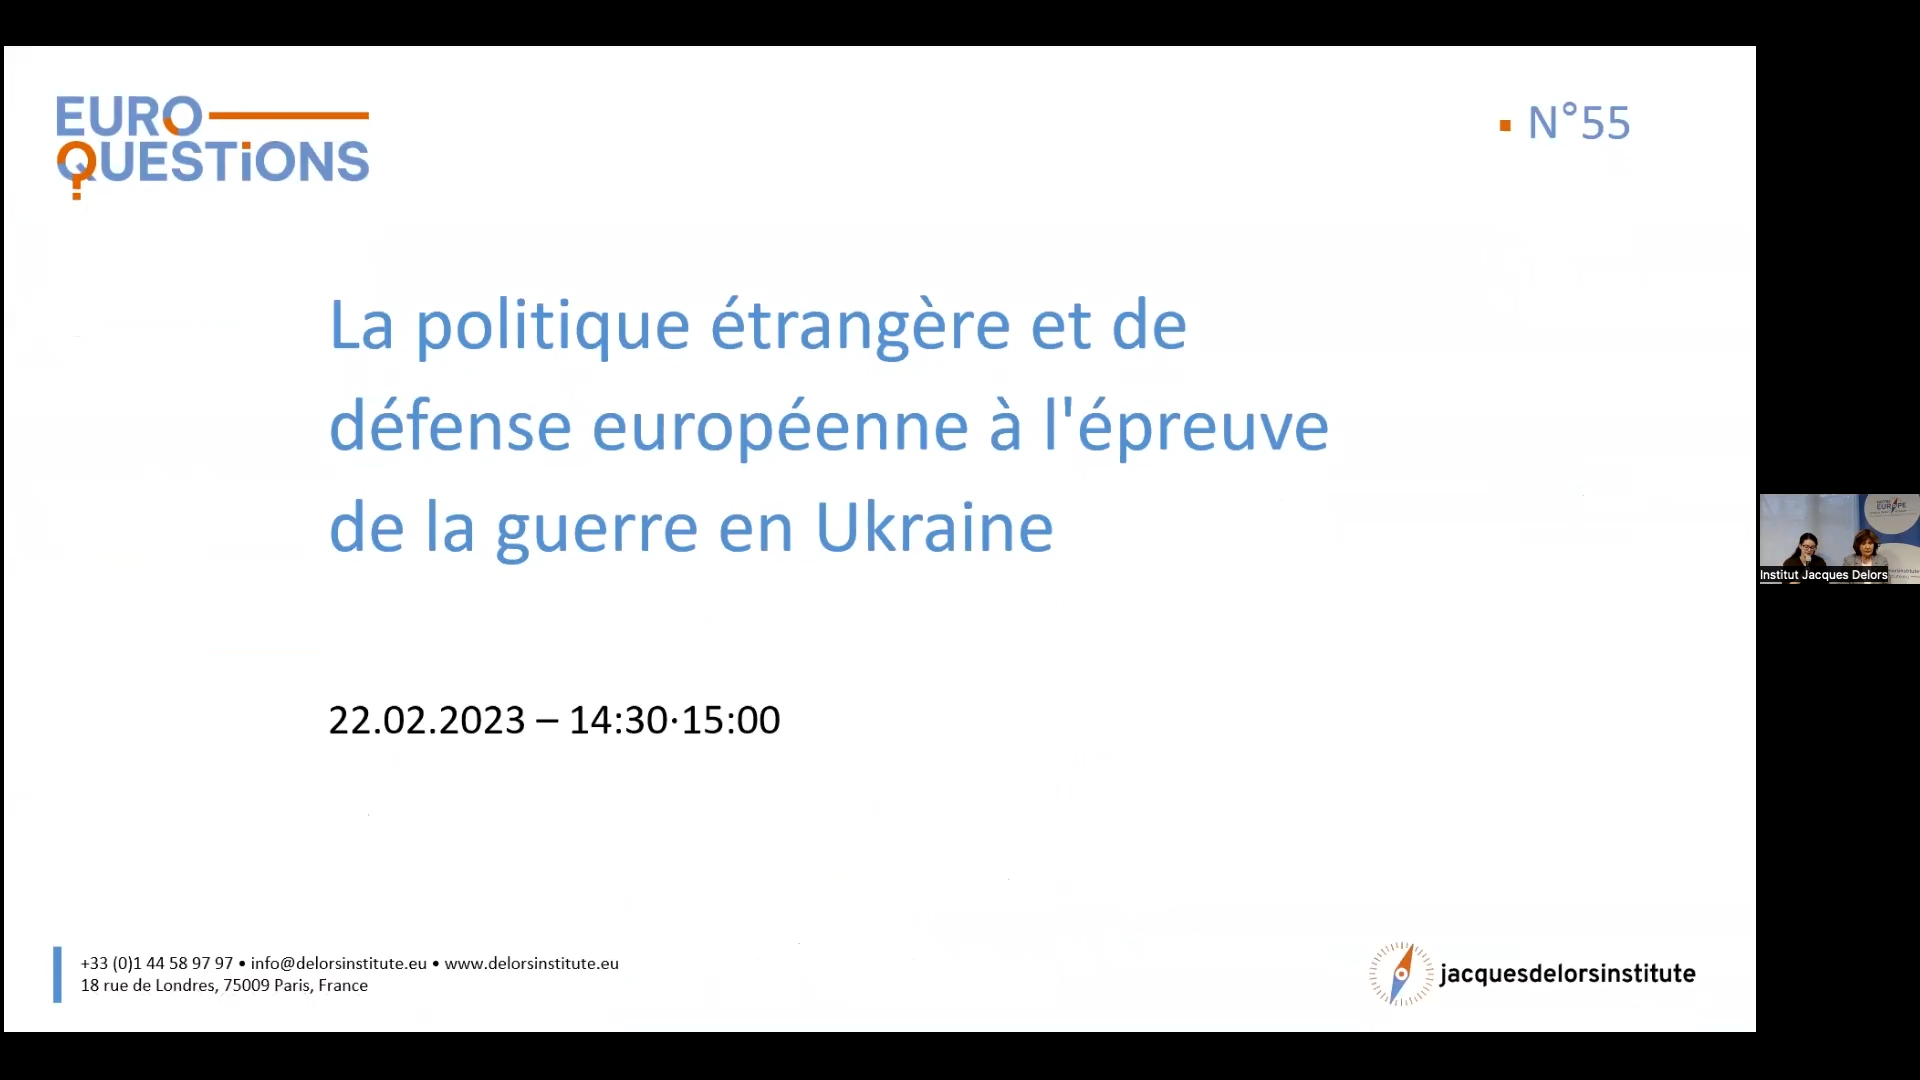 EURO
QUESTiONS
?
▪ N°55
La politique étrangère et de
défense européenne à l'épreuve
de la guerre en Ukraine
22.02.2023 – 14:30·15:00
EUROPE
Institut Jacques Delors
+33 (0)1 44 58 97 97 • info@delorsinstitute.eu • www.delorsinstitute.eu
18 rue de Londres, 75009 Paris, France
jacquesdelorsinstitute